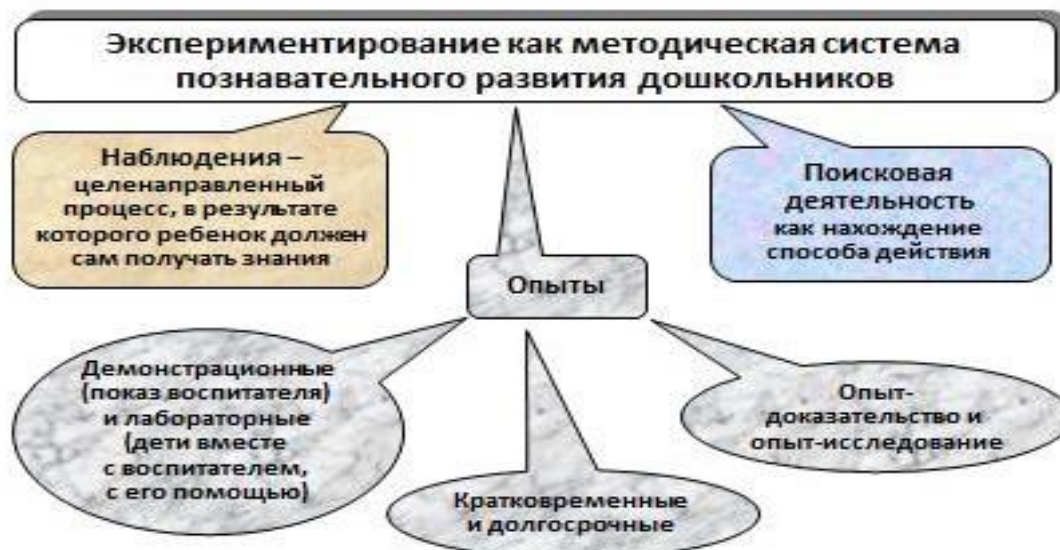 Экспериментирование как методическая система
познавательного развития дошкольников
Наблюдения –
целенаправленный
процесс, в результате
которого ребенок должен
сам получать знания
Поисковая
деятельность
как нахождение
способа действия
Опыты
Демонстрационные
(показ воспитателя)
и лабораторные
(дети вместе
с воспитателем,
с его помощью)
Кратковременные
и долгосрочные
Опыт-
доказательство и
опыт-исследование